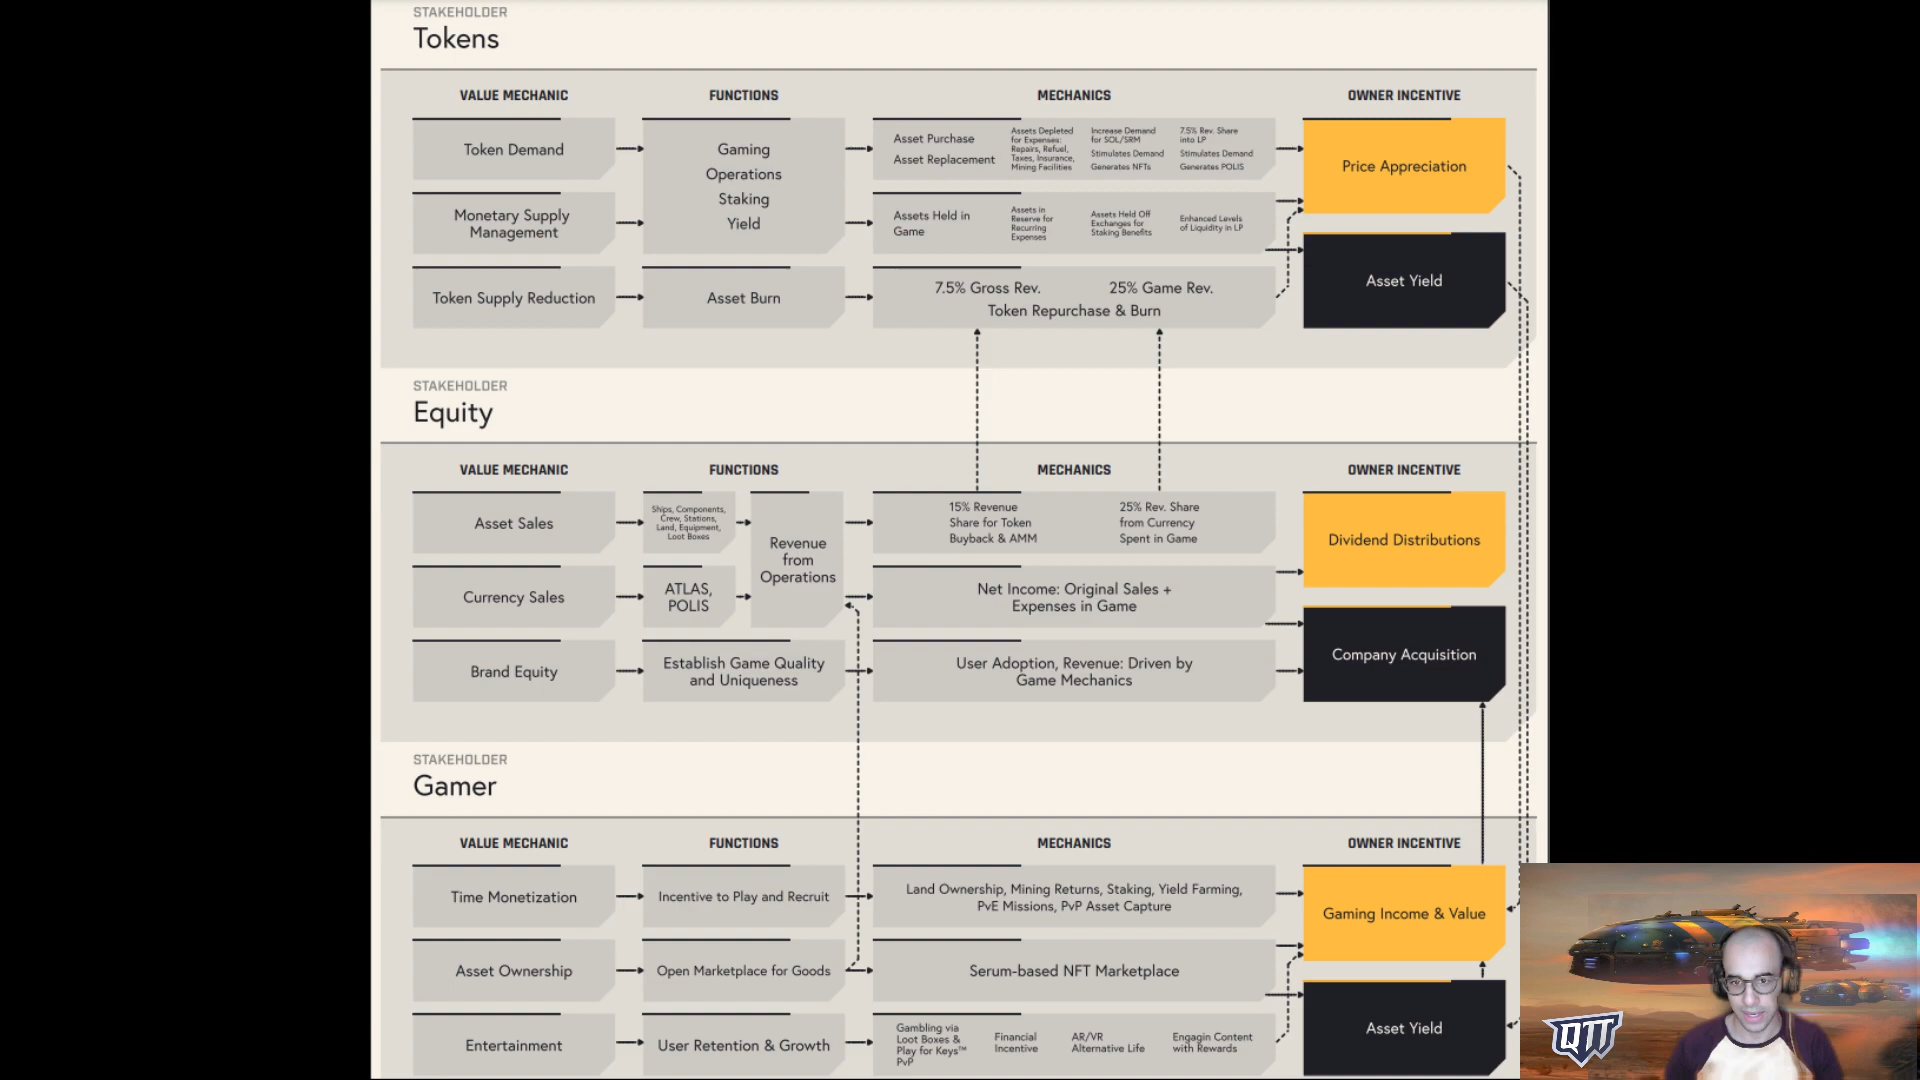 STAKEHOLDER
Tokens
VALUE MECHANIC
FUNCTIONS
MECHANICS
OWNER INCENTIVE
Token Demand
Monetary Supply
Management
Token Supply Reduction
Gaming
Operations
Staking
Yield
Asset Burn
Asset Purchase
Asset Replacement
Assets Depleted
for Expenses:
Repairs, Refuel,
Taxes, Insurance,
Mining Facilities
Increase Demand
for SOL/SRM
Stimulates Demand
Generates NFTs
7.5% Rev. Share
into LP
Stimulates Demand
Generates POLIS
Assets Held in
Game
Assets in
Reserve for
Recurring
Expenses
Assets Held Off
Exchanges for
Staking Benefits
Enhanced Levels
of Liquidity in LP
7.5% Gross Rev.
25% Game Rev.
Token Repurchase & Burn
Price Appreciation
Asset Yield
STAKEHOLDER
Equity
VALUE MECHANIC
FUNCTIONS
MECHANICS
OWNER INCENTIVE
Asset Sales
Currency Sales
Brand Equity
Ships, Components,
Crew, Stations,
Land, Equipment,
Loot Boxes
ATLAS,
POLIS
Revenue
from
Operations
Establish Game Quality
and Uniqueness
15% Revenue
Share for Token
Buyback & AMM
25% Rev. Share
from Currency
Spent in Game
Net Income: Original Sales +
Expenses in Game
User Adoption, Revenue: Driven by
Game Mechanics
Dividend Distributions
Company Acquisition
STAKEHOLDER
Gamer
VALUE MECHANIC
FUNCTIONS
MECHANICS
OWNER INCENTIVE
Time Monetization
Asset Ownership
Entertainment
Incentive to Play and Recruit
Open Marketplace for Goods
User Retention & Growth
Land Ownership, Mining Returns, Staking, Yield Farming,
PvE Missions, PvP Asset Capture
Serum-based NFT Marketplace
Gambling via
Loot Boxes &
Play for Keys™
PvP
Financial
Incentive
AR/VR
Alternative Life
Engagin Content
with Rewards
Gaming Income & Value
Asset Yield
QTT